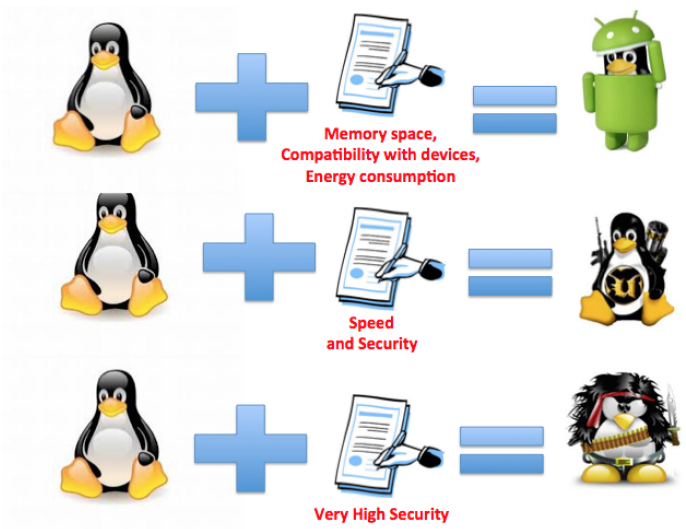 Memory space,
Compatibility with devices,
Energy consumption
Speed
and Security
Very High Security